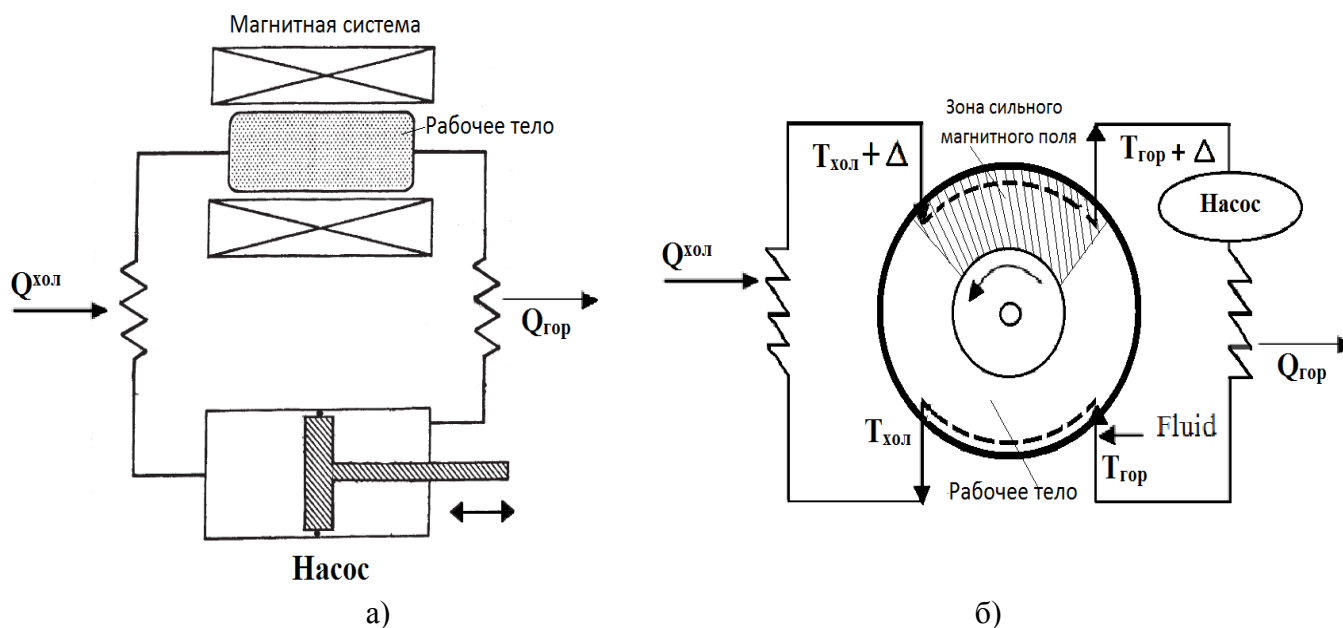 Магнитная система
Рабочее тело
Qхол
Qгор
Насос
а)
Зона сильного
магнитного поля
Tхол + Δ
Tгор + Δ
Насос
Qхол
Qгор
Tхол
Fluid
Tгор
Рабочее тело
б)